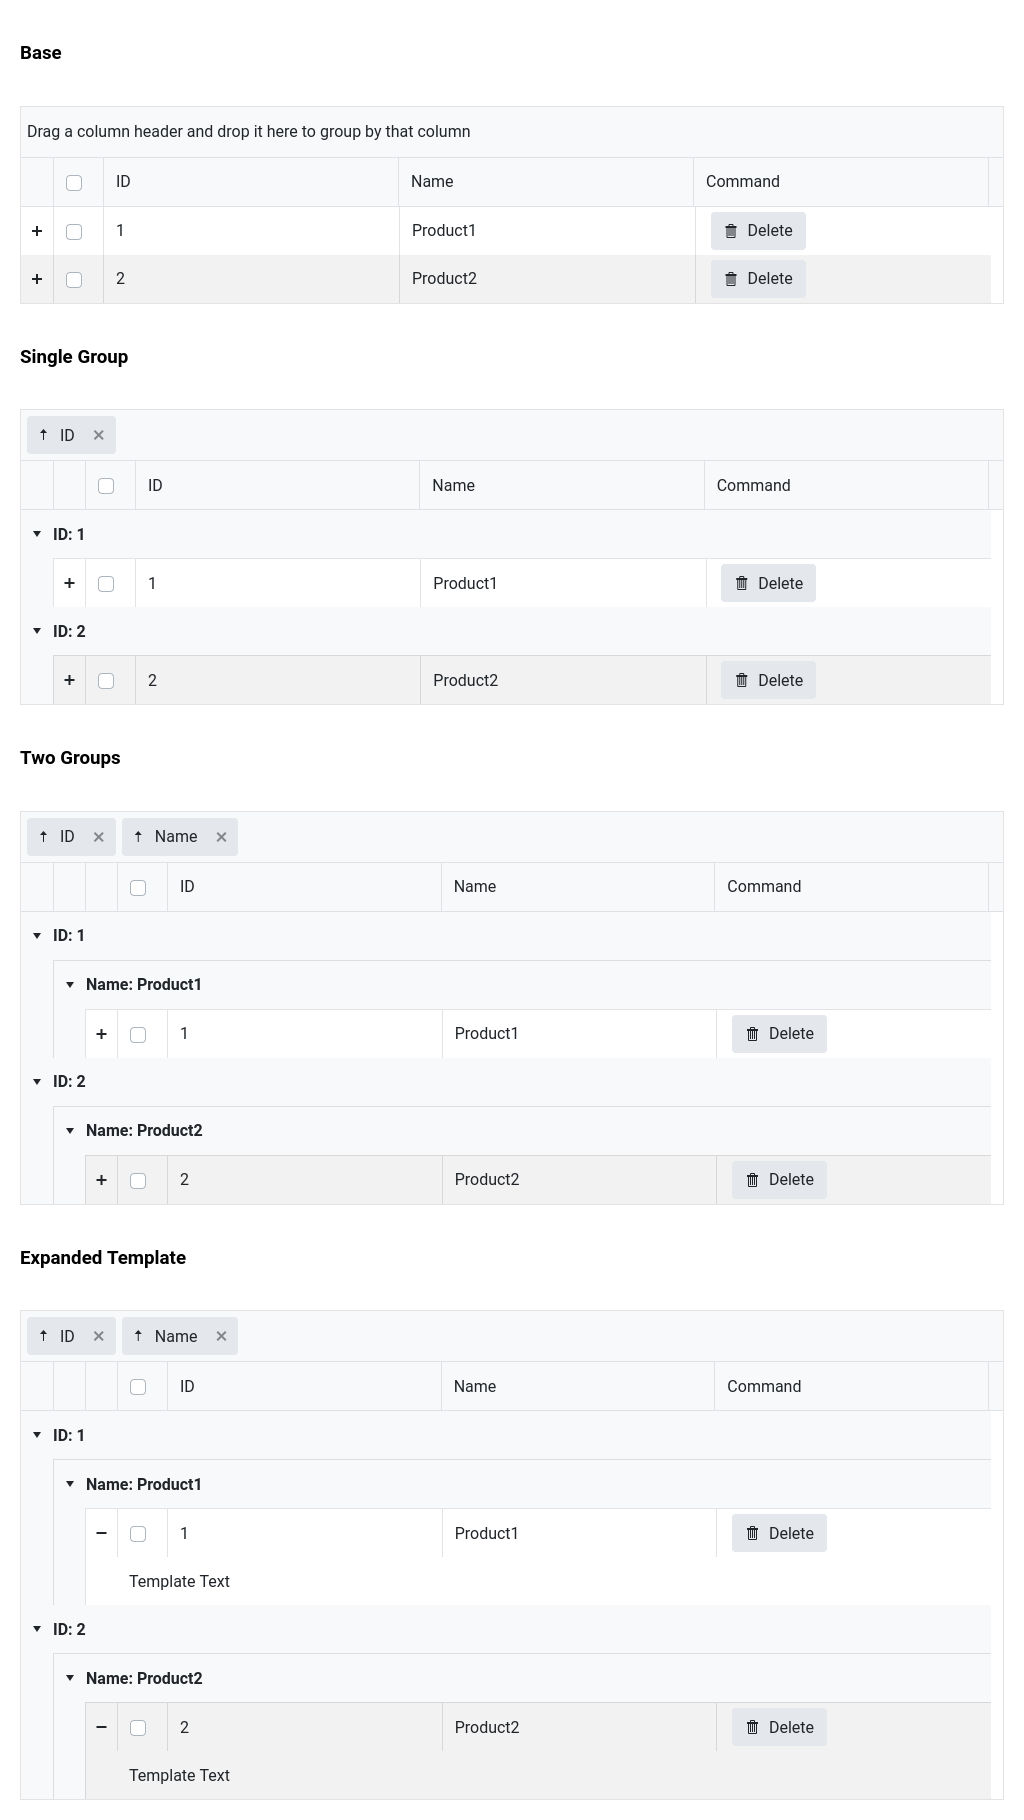 Base
Drag a column header and drop it here to group by that column
ID Name Command
1 Product1 Delete
2 Product2 Delete
Single Group
ID
ID Name Command
ID: 1
1 Product1 Delete
ID: 2
2 Product2 Delete
Two Groups
ID Name
ID Name Command
ID: 1
Name: Product1
1 Product1 Delete
ID: 2
Name: Product2
2 Product2 Delete
Expanded Template
ID Name
ID Name Command
ID: 1
Name: Product1
1 Product1 Delete
Template Text
ID: 2
Name: Product2
2 Product2 Delete
Template Text